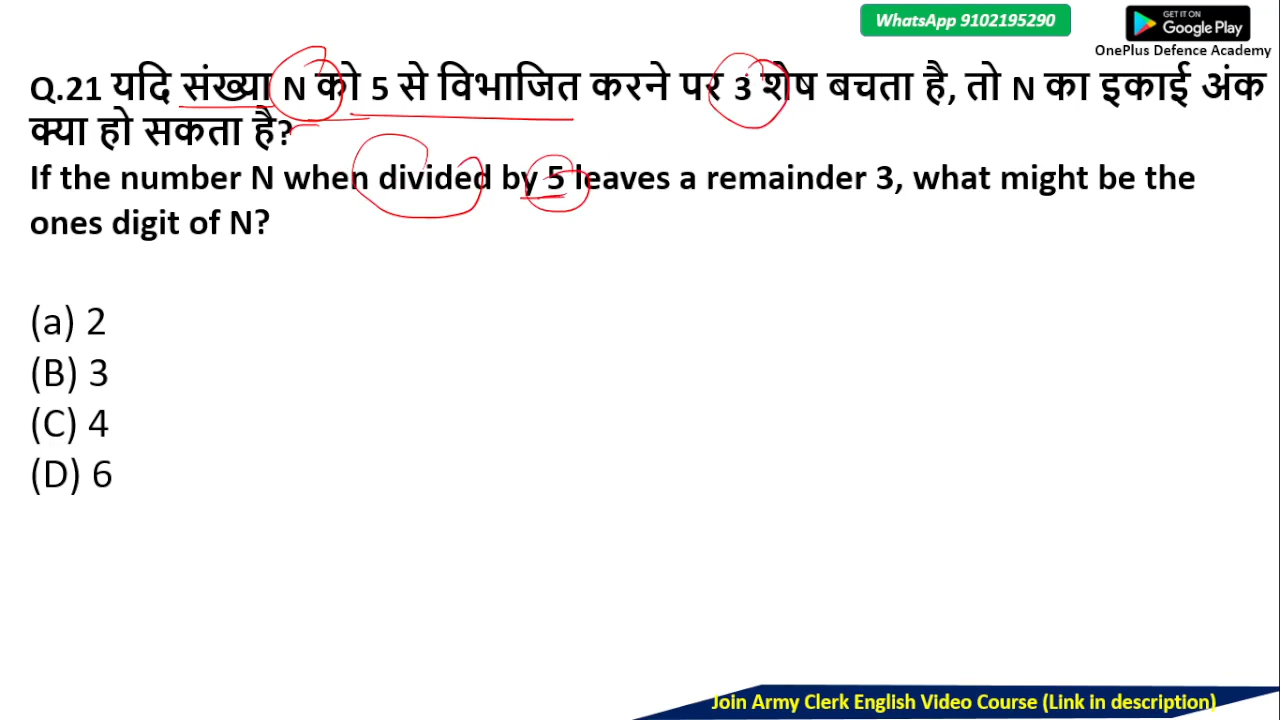 WhatsApp 9102195290
GET IT ON
Google Play
OnePlus Defence Academy
Q.21 यदि संख्या N को 5 से विभाजित करने पर 3 शेष बचता है, तो N का इकाई अंक
क्या हो सकता है?
If the number N when divided by 5 leaves a remainder 3, what might be the
ones digit of N?
(a) 2
(B) 3
(C) 4
(D) 6
Join Army Clerk English Video Course (Link in description)